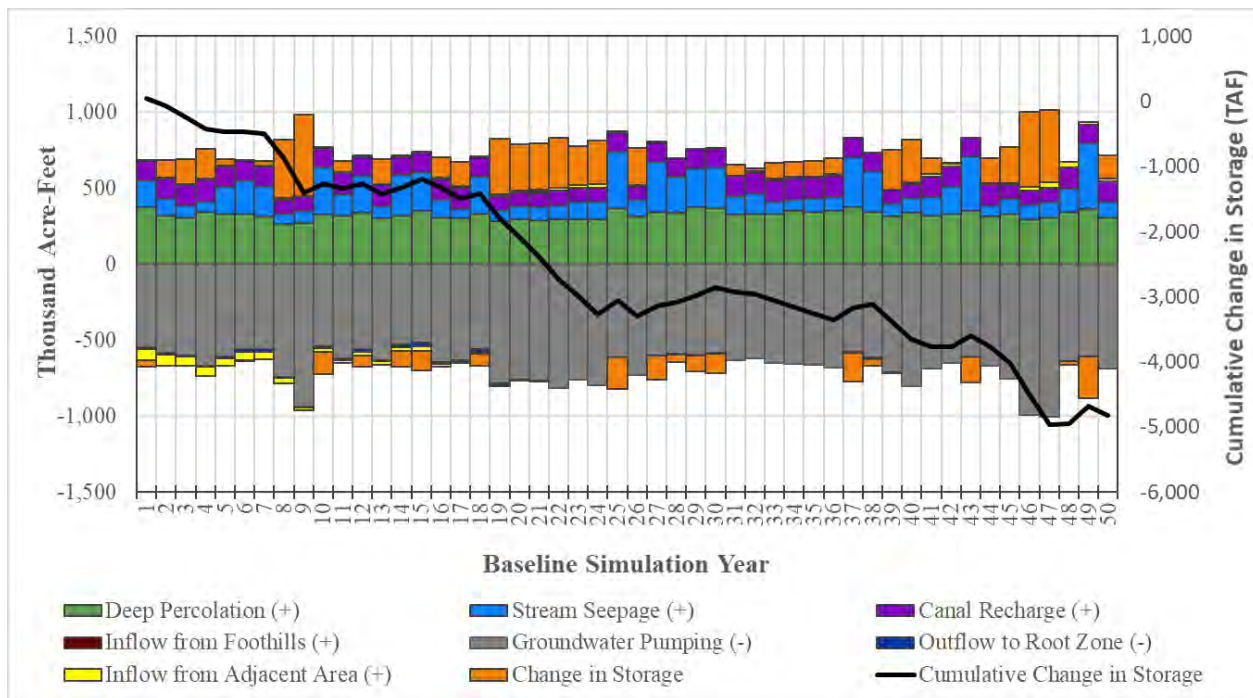 1,500
1,000
500
0
-500
-1,000
-1,500
Thousand Acre-Feet
1,000
0
-1,000
-2,000
-3,000
-4,000
-5,000
-6,000
Cumulative Change in Storage (TAF)
1 2 3 4 5 6 7 8 9 10 11 12 13 14 15 16 17 18 19 20 21 22 23 24 25 26 27 28 29 30 31 32 33 34 35 36 37 38 39 40 41 42 43 44 45 46 47 48 49 50
Baseline Simulation Year
Deep Percolation (+) Stream Seepage (+) Canal Recharge (+)
Inflow from Foothills (+) Groundwater Pumping (-) Outflow to Root Zone (-)
Inflow from Adjacent Area (+) Change in Storage Cumulative Change in Storage